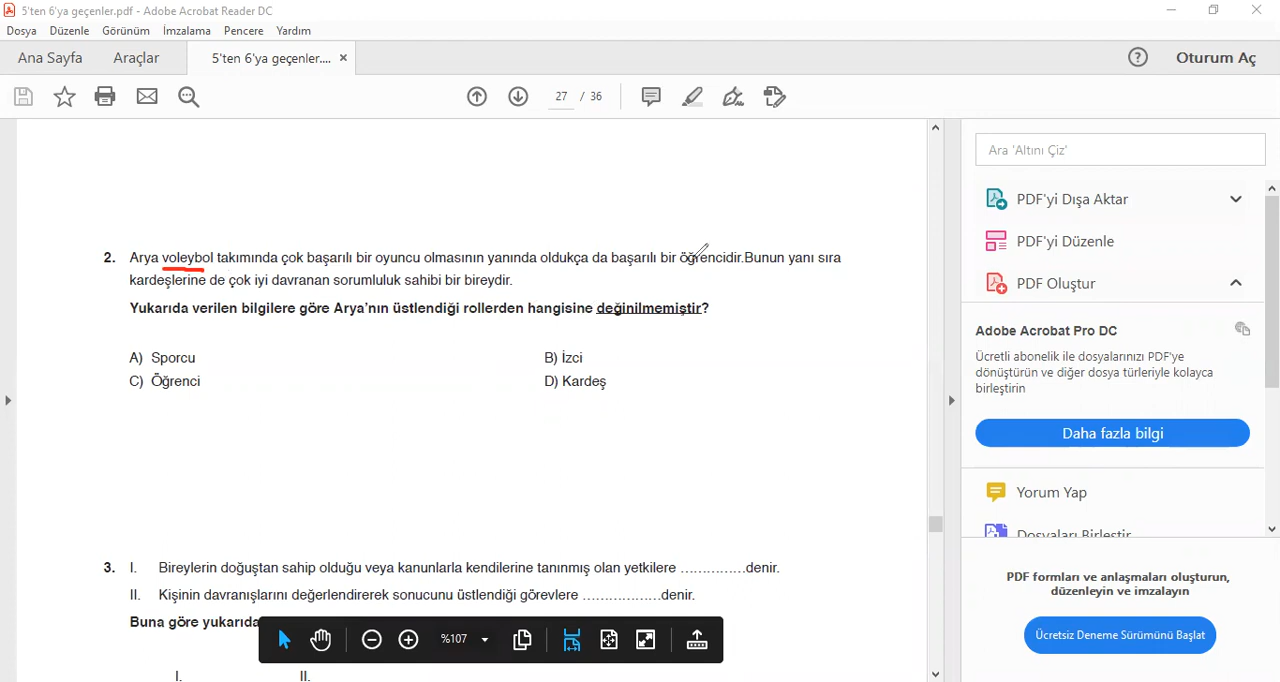 5'ten 6'ya geçenler.pdf - Adobe Acrobat Reader DC
Dosya Düzenle Görünüm İmzalama Pencere Yardım
Ana Sayfa Araçlar 5'ten 6'ya geçenler.... × ? Oturum Aç
27 / 36
Ara 'Altını Çiz'
PDF'yi Dışa Aktar
PDF'yi Düzenle
PDF Oluştur
Adobe Acrobat Pro DC
Ücretli abonelik ile dosyalarınızı PDF'ye
dönüştürün ve diğer dosya türleriyle kolayca
birleştirin
Daha fazla bilgi
Yorum Yap
Dosyaları Birleştir
PDF formları ve anlaşmaları oluşturun,
düzenleyin ve imzalayın
Ücretsiz Deneme Sürümünü Başlat
2. Arya voleybol takımında çok başarılı bir oyuncu olmasının yanında oldukça da başarılı bir öğrencidir.Bunun yanı sıra
kardeşlerine de çok iyi davranan sorumluluk sahibi bir bireydir.
Yukarıda verilen bilgilere göre Arya'nın üstlendiği rollerden hangisine değinilmemiştir?
A) Sporcu B) İzci
C) Öğrenci D) Kardeş
3. I. Bireylerin doğuştan sahip olduğu veya kanunlarla kendilerine tanınmış olan yetkilere ……………denir.
II. Kişinin davranışlarını değerlendirerek sonucunu üstlendiği görevlere ………………denir.
Buna göre yukarıda
%107
I. II.